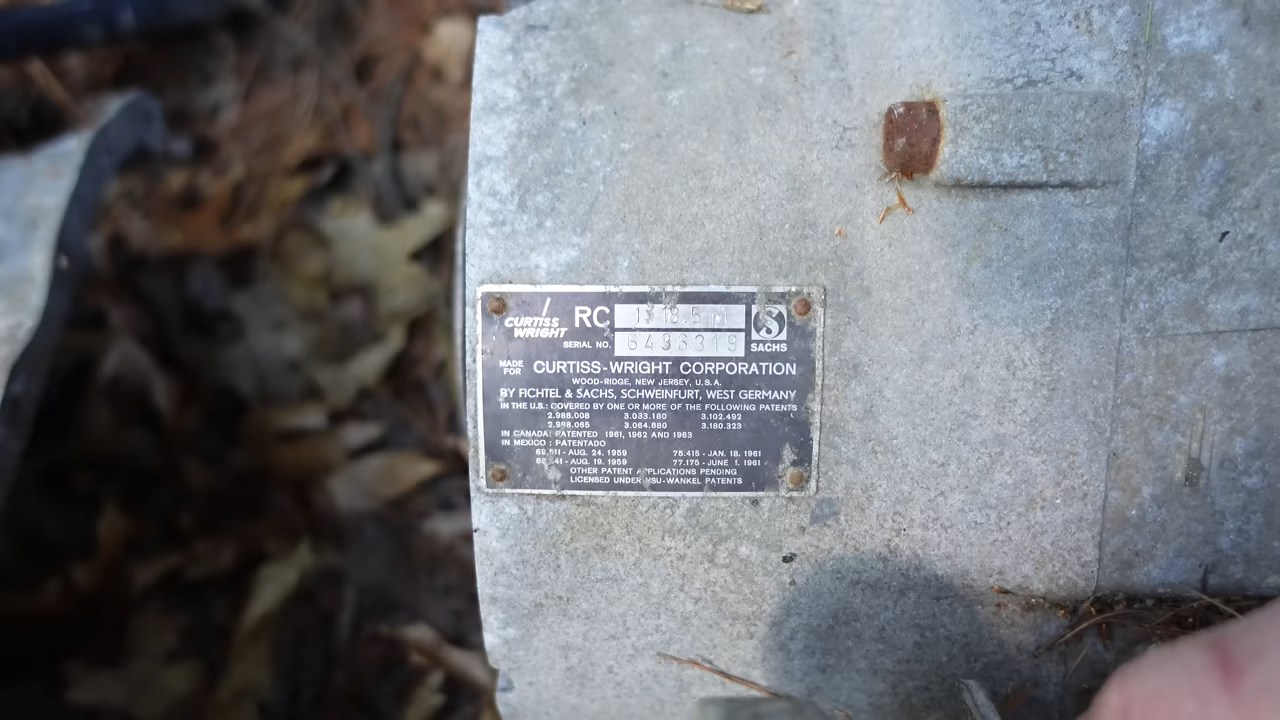 CURTISS
WRIGHT
RC
SERIAL NO. 6496319
SACHS
MADE
FOR
CURTISS-WRIGHT CORPORATION
WOOD-RIDGE, NEW JERSEY, U.S.A.
BY FICHTEL & SACHS, SCHWEINFURT, WEST GERMANY
IN THE U.S.: COVERED BY ONE OR MORE OF THE FOLLOWING PATENTS
2.988.008 3.033.180 3.102.492
2.988.065 3.064.880 3.180.323
IN CANADA: PATENTED 1961, 1962 AND 1963
IN MEXICO : PATENTADO
- AUG. 24. 1959 75.415 - JAN. 18. 1961
- AUG. 19. 1959 77.175 - JUNE 1. 1961
OTHER PATENT APPLICATIONS PENDING
LICENSED UNDER NSU-WANKEL PATENTS